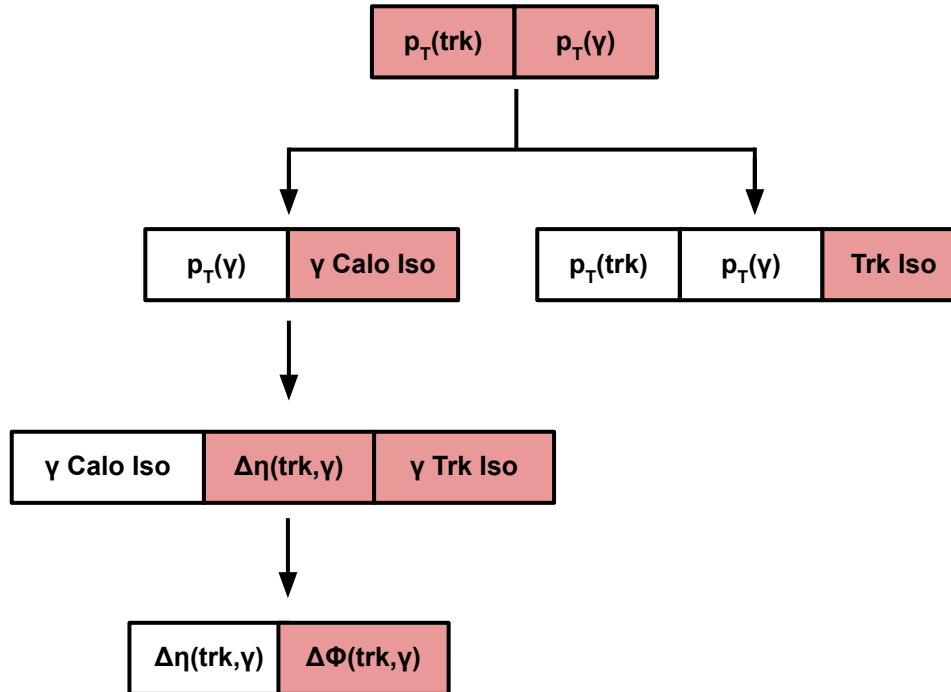 p_T(trk) p_T(γ)
p_T(γ) γ Calo Iso p_T(trk) p_T(γ) Trk Iso
γ Calo Iso Δη(trk,γ) γ Trk Iso
Δη(trk,γ) ΔΦ(trk,γ)